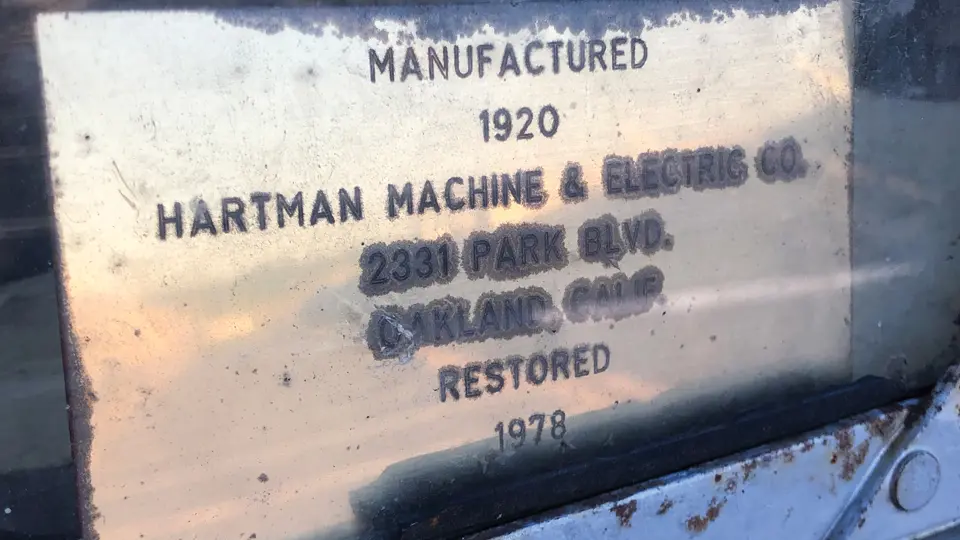 MANUFACTURED
1920
HARTMAN MACHINE & ELECTRIC CO.
2331 PARK BLVD.
OAKLAND, CALIF.
RESTORED
1978